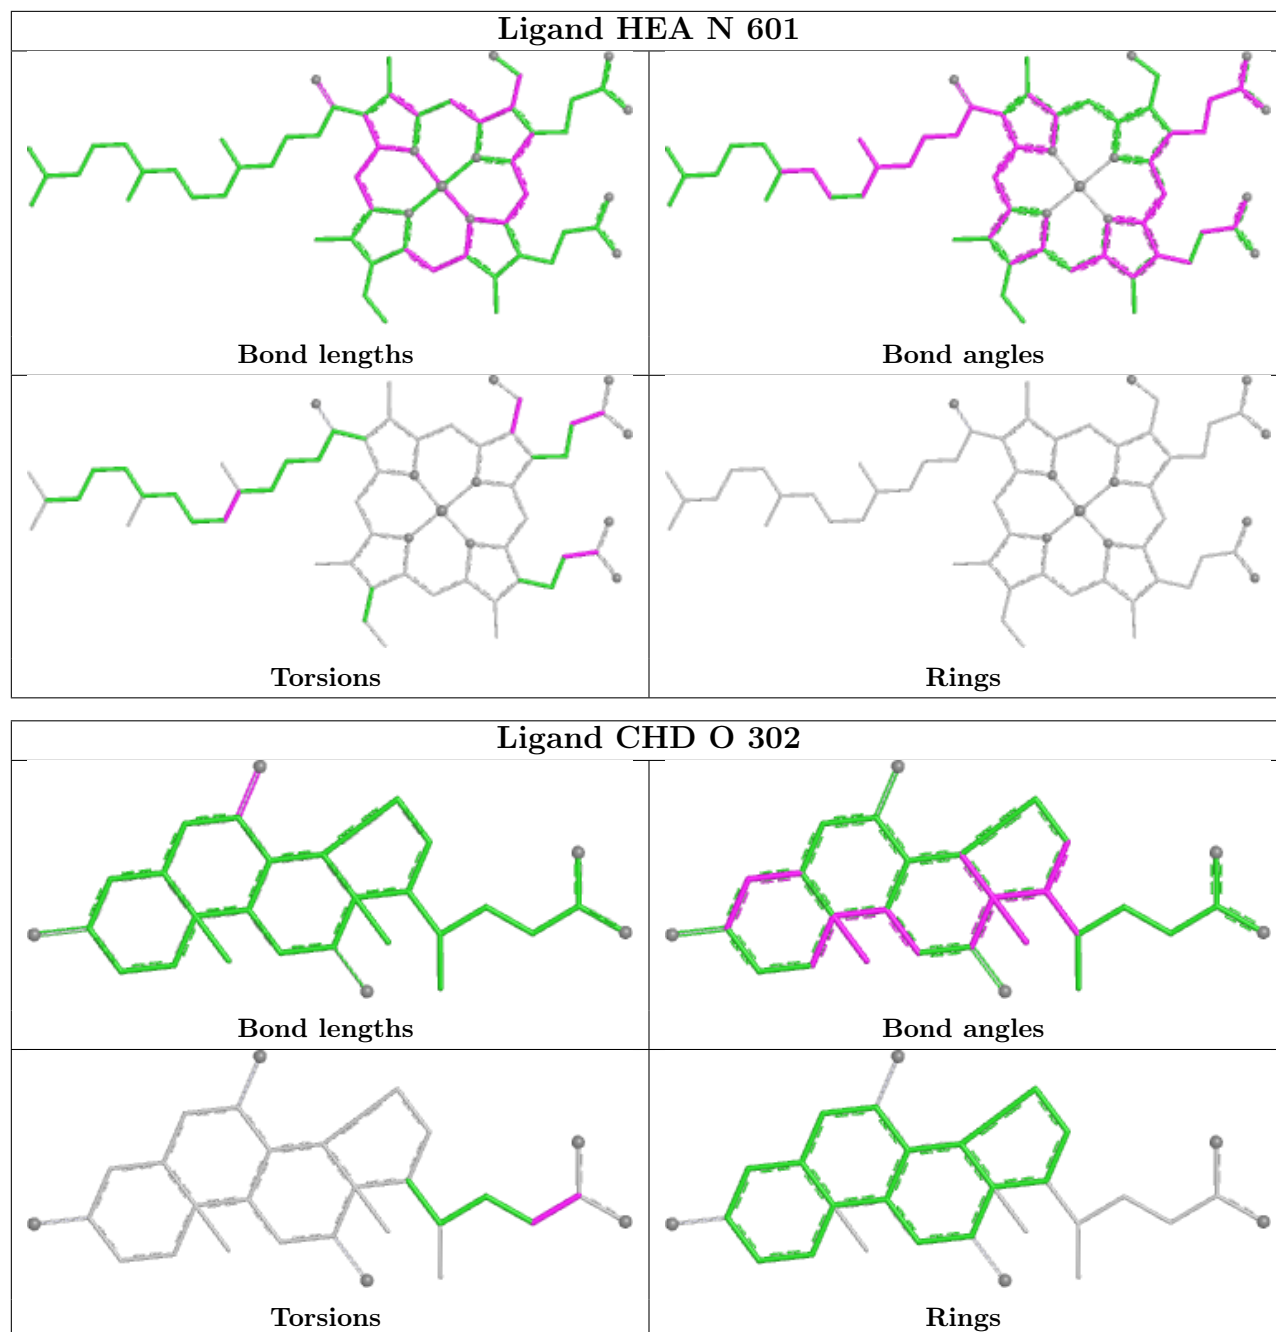 Ligand HEA N 601
Bond lengths
Bond angles
Torsions
Rings
Ligand CHD O 302
Bond lengths
Bond angles
Torsions
Rings